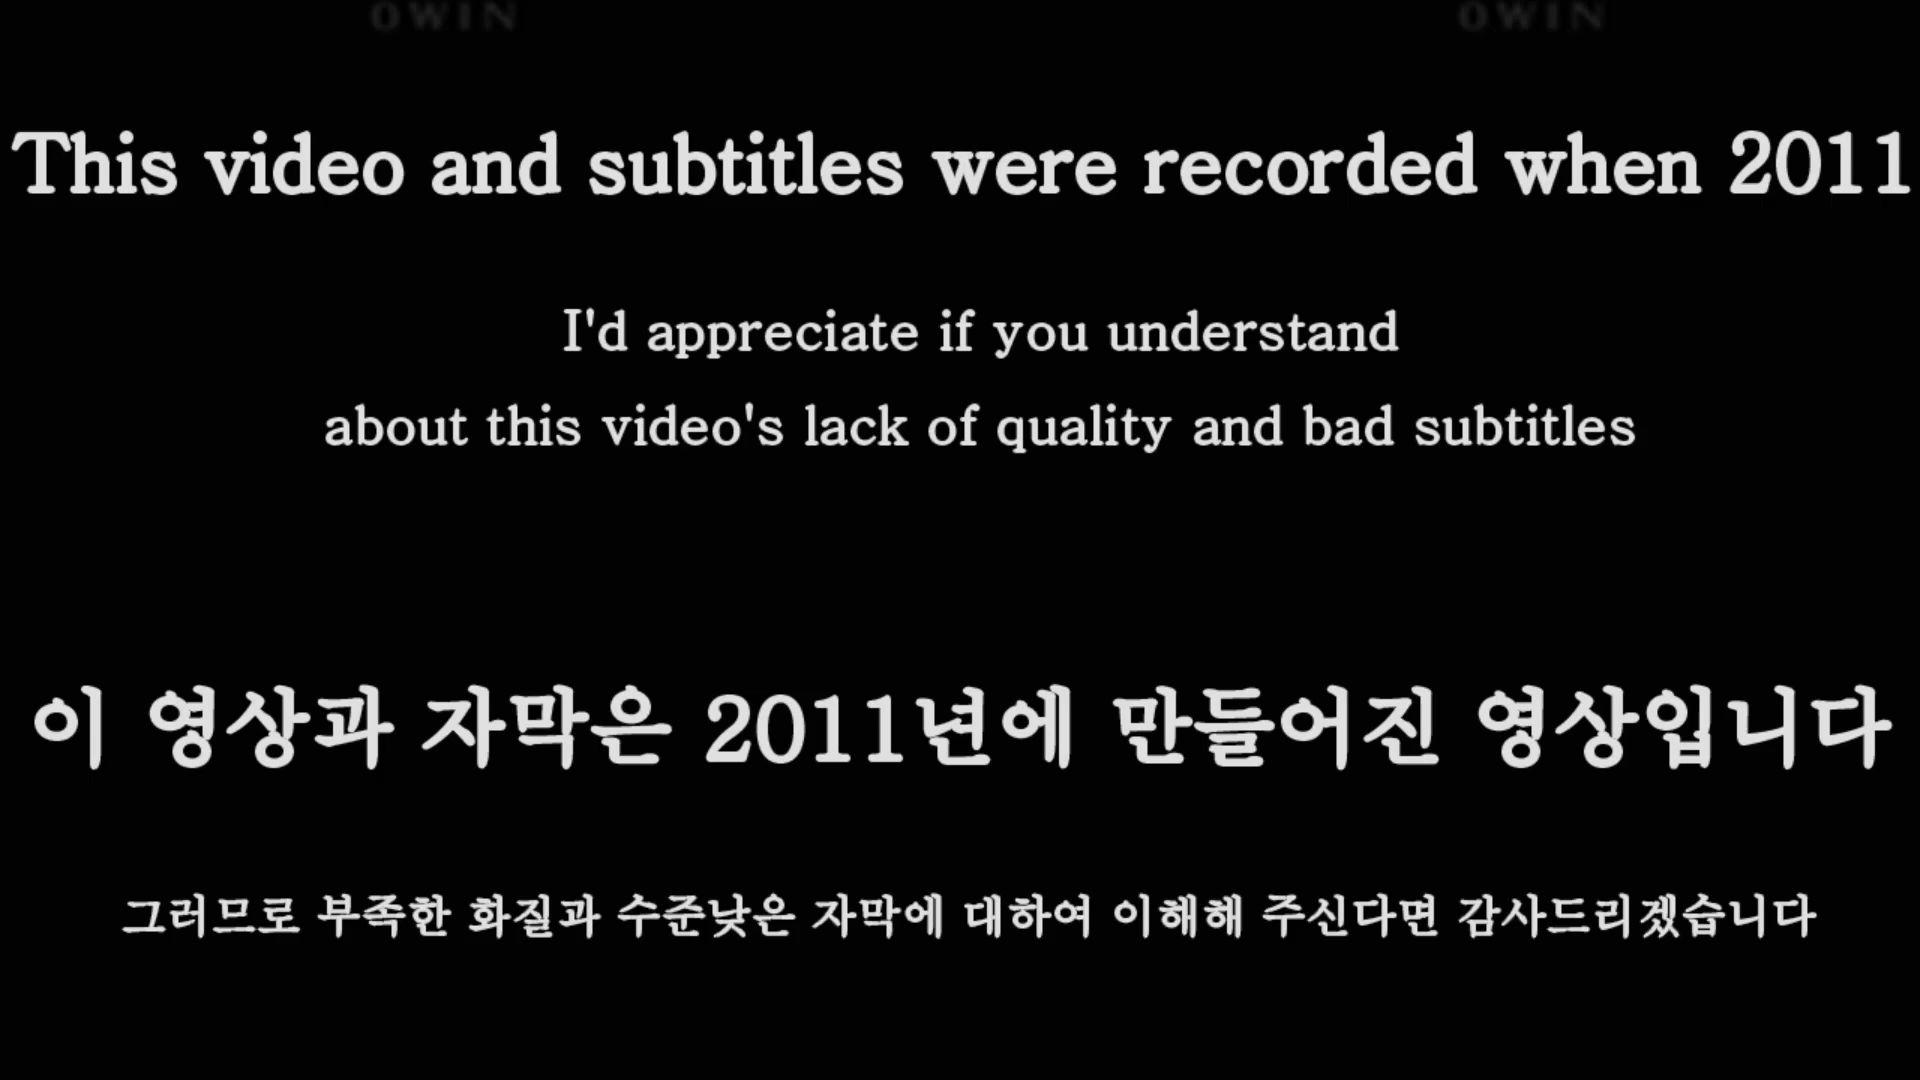 0WIN 0WIN
This video and subtitles were recorded when 2011
I'd appreciate if you understand
about this video's lack of quality and bad subtitles
이 영상과 자막은 2011년에 만들어진 영상입니다
그러므로 부족한 화질과 수준낮은 자막에 대하여 이해해 주신다면 감사드리겠습니다